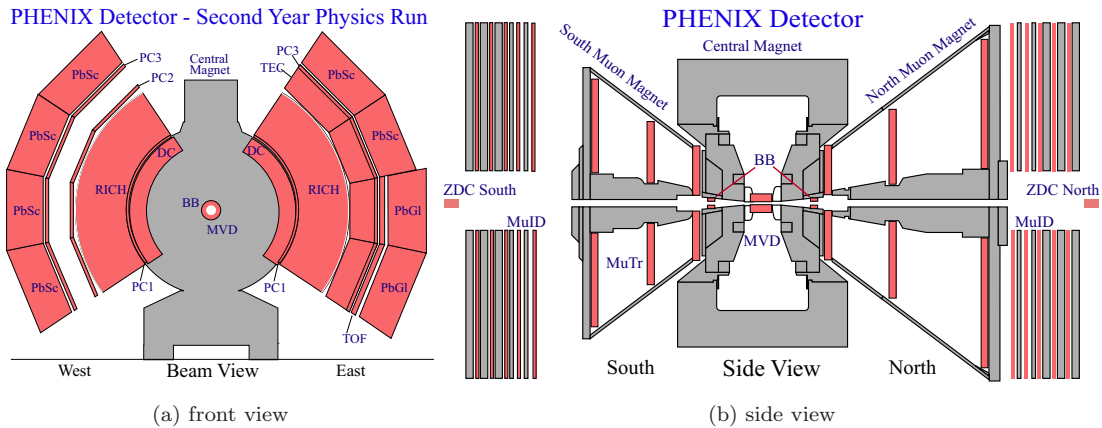 PHENIX Detector - Second Year Physics Run
PC3
Central
Magnet
PC3
TEC
PbSc
PC2
PbSc
PbSc
DC
DC
PbSc
PbSc
RICH
BB
MVD
RICH
PbGl
PbSc
PC1
PC1
PbGl
TOF
West
Beam View
East
(a) front view
PHENIX Detector
South Muon Magnet
Central Magnet
North Muon Magnet
BB
ZDC South
ZDC North
MuID
MuID
MVD
MuTr
South
Side View
North
(b) side view